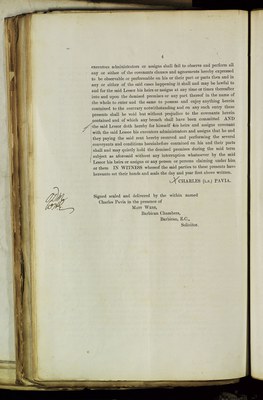 4
executors administrators or assigns shall fail to observe and perform all
any or either of the covenants clauses and agreements hereby expressed
to be observable or performable on his or their part or parts then and in
any or either of the said cases happening it shall and may be lawful to
and for the said Lessor his heirs or assigns at any time or times thereafter
into and upon the demised premises or any part thereof in the name of
the whole to enter and the same to possess and enjoy anything herein
contained to the contrary notwithstanding and on any such entry these
presents shall be void but without prejudice to the covenants herein
contained and of which any breach shall have been committed AND
the said Lessor doth hereby for himself his heirs and assigns covenant
with the said Lessee his executors administrators and assigns that he and
they paying the said rent hereby reserved and performing the several
covenants and conditions hereinbefore contained on his and their parts
shall and may quietly hold the demised premises during the said term
subject as aforesaid without any interruption whatsoever by the said
Lessor his heirs or assigns or any person or persons claiming under him
or them IN WITNESS whereof the said parties to these presents have
hereunto set their hands and seals the day and year first above written.
CHARLES (L.S.) PAVIA.
Signed sealed and delivered by the within named
Charles Pavia in the presence of
Barbican Chambers,
Barbican, E.C.,
Solicitor.